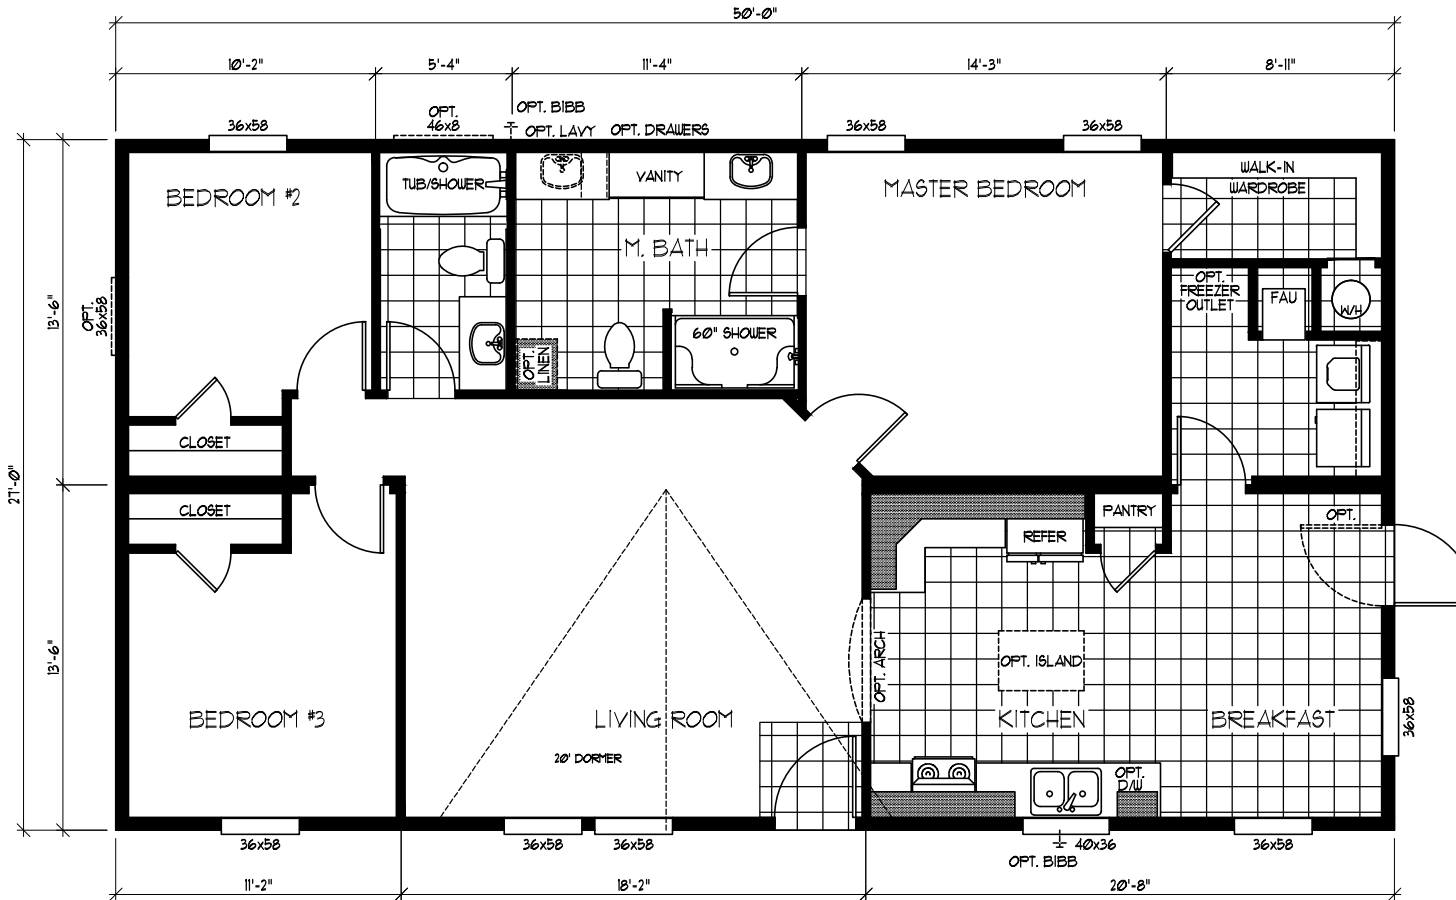 50'-0"
10'-2"
5'-4"
11'-4"
14'-3"
8'-11"
OPT.
46x8
OPT. BIBB
36x58
OPT. LAVY
OPT. DRAWERS
36x58
36x58
BEDROOM #2
TUB/SHOWER
VANITY
MASTER BEDROOM
WALK-IN
WARDROBE
M. BATH
OPT.
FREEZER
OUTLET
FAU
W/H
13'-6"
OPT.
36x58
60" SHOWER
OPT.
LINEN
CLOSET
27'-0"
CLOSET
REFER
PANTRY
OPT.
13'-6"
OPT. ARCH
OPT. ISLAND
BEDROOM #3
LIVING ROOM
KITCHEN
BREAKFAST
36x58
20' DORMER
OPT.
D/W
36x58
36x58
36x58
40x36
36x58
OPT. BIBB
11'-2"
18'-2"
20'-8"